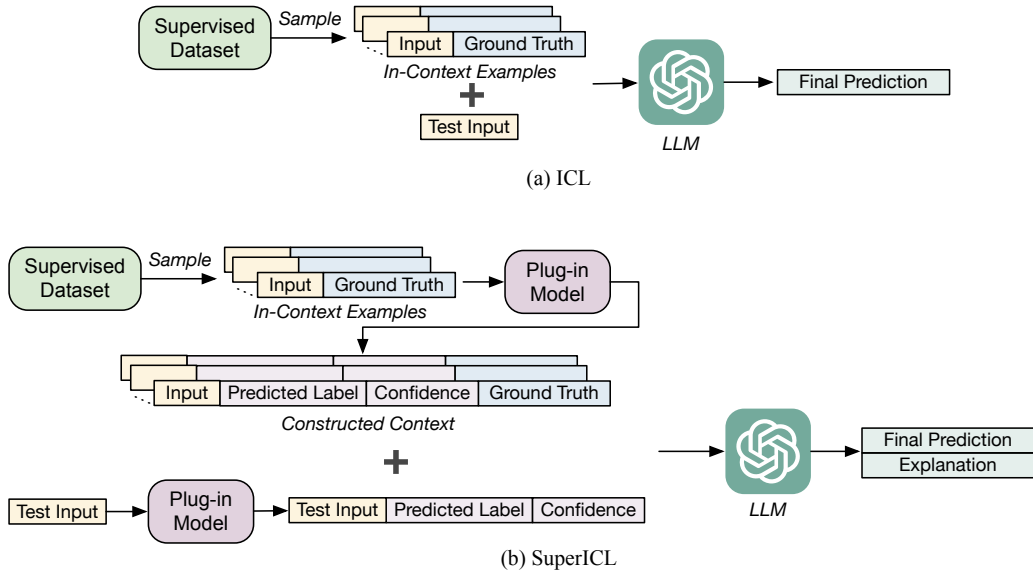 Supervised
Dataset
Sample
Input
Ground Truth
In-Context Examples
+
Test Input
LLM
Final Prediction
(a) ICL
Supervised
Dataset
Sample
Input
Ground Truth
In-Context Examples
Plug-in
Model
Input
Predicted Label
Confidence
Ground Truth
Constructed Context
+
Test Input
Plug-in
Model
Test Input
Predicted Label
Confidence
LLM
Final Prediction
Explanation
(b) SuperICL